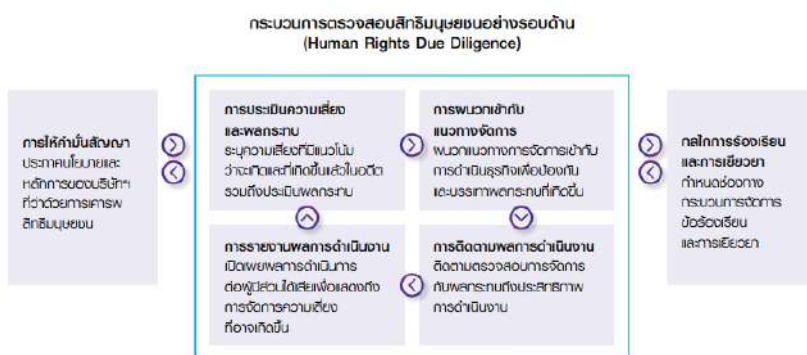 กระบวนการตรวจสอบสิทธิมนุษยชนอย่างรอบด้าน
(Human Rights Due Diligence)
การให้คำมั่นสัญญา
ประกาศนโยบายและ
หลักการของบริษัทฯ
ที่ว่าด้วยการเคารพ
สิทธิมนุษยชน
การประเมินความเสี่ยง
และผลกระทบ
ระบุความเสี่ยงที่มีแนวโน้ม
ว่าจะเกิดและที่เกิดขึ้นแล้วในอดีต
รวมถึงประเมินผลกระทบ
การผนวกเข้ากับ
แนวทางจัดการ
ผนวกแนวทางการจัดการเข้ากับ
การดำเนินธุรกิจเพื่อป้องกัน
และบรรเทาผลกระทบที่เกิดขึ้น
การรายงานผลการดำเนินงาน
เปิดเผยผลการดำเนินการ
ต่อผู้มีส่วนได้เสียเพื่อแสดงถึง
การจัดการความเสี่ยง
ที่อาจเกิดขึ้น
การติดตามผลการดำเนินงาน
ติดตามตรวจสอบการจัดการ
กับผลกระทบถึงประสิทธิภาพ
การดำเนินงาน
กลไกการร้องเรียน
และการเยียวยา
กำหนดช่องทาง
กระบวนการจัดการ
ข้อร้องเรียน
และการเยียวยา